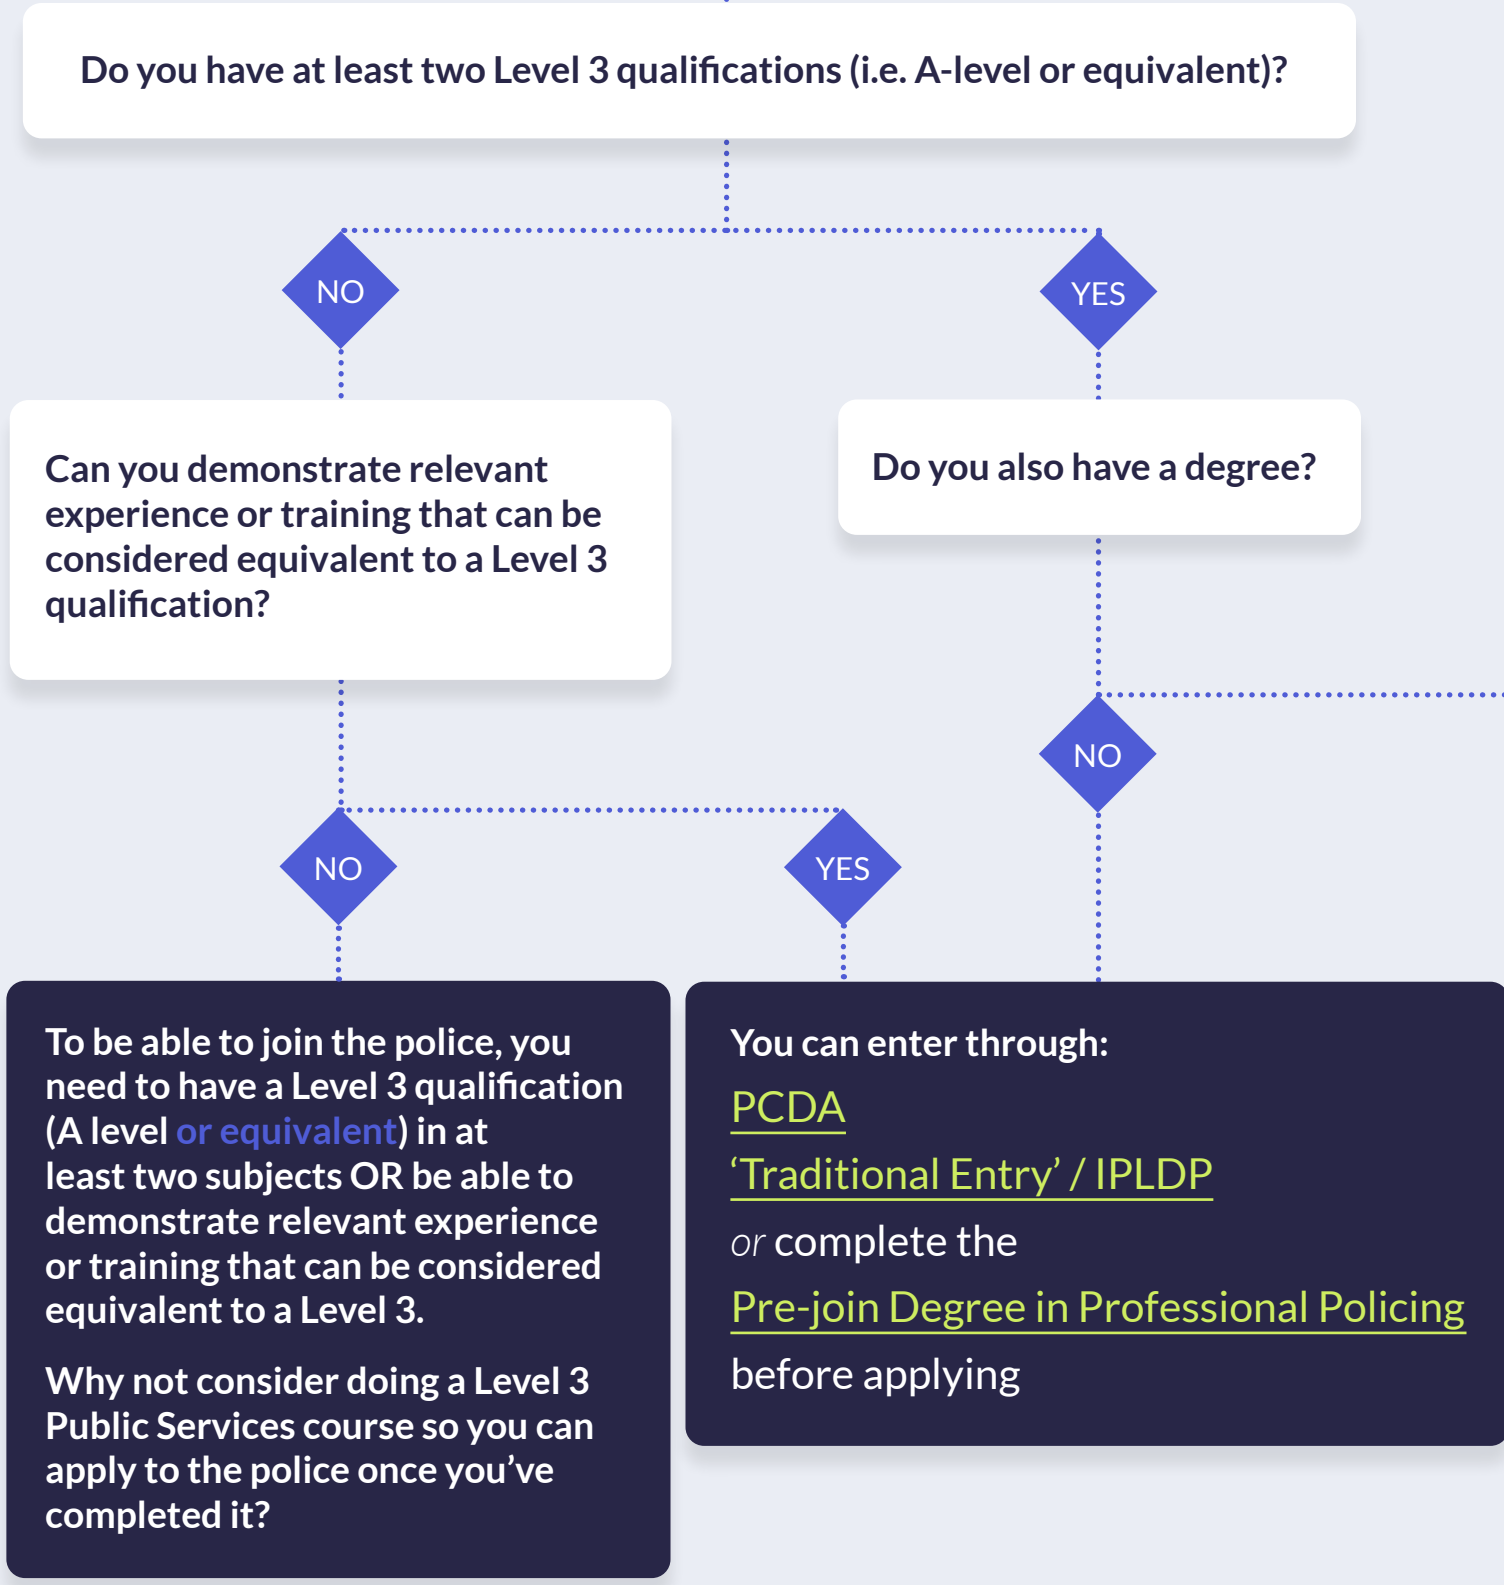 Do you have at least two Level 3 qualifications (i.e. A-level or equivalent)?
NO
YES
Can you demonstrate relevant
experience or training that can be
considered equivalent to a Level 3
qualification?
Do you also have a degree?
NO
NO
YES
To be able to join the police, you
need to have a Level 3 qualification
(A level or equivalent) in at
least two subjects OR be able to
demonstrate relevant experience
or training that can be considered
equivalent to a Level 3.
Why not consider doing a Level 3
Public Services course so you can
apply to the police once you’ve
completed it?
You can enter through:
PCDA
‘Traditional Entry’ / IPLDP
or complete the
Pre-join Degree in Professional Policing
before applying